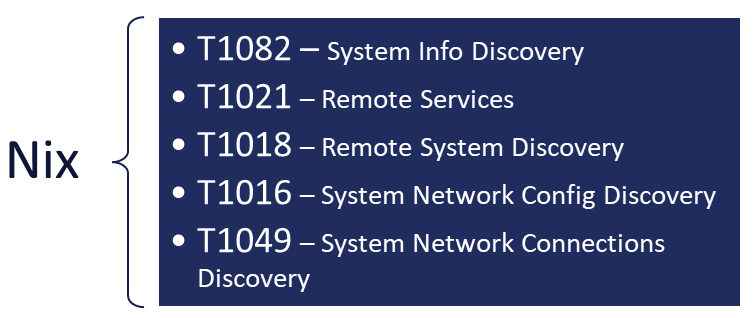 Nix
• T1082 – System Info Discovery
• T1021 – Remote Services
• T1018 – Remote System Discovery
• T1016 – System Network Config Discovery
• T1049 – System Network Connections
Discovery